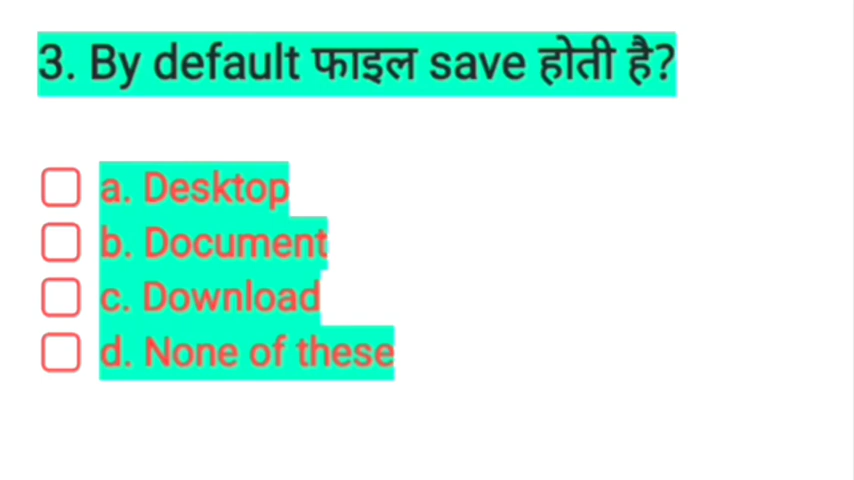 3. By default फाइल save होती है?
a. Desktop
b. Document
c. Download
d. None of these